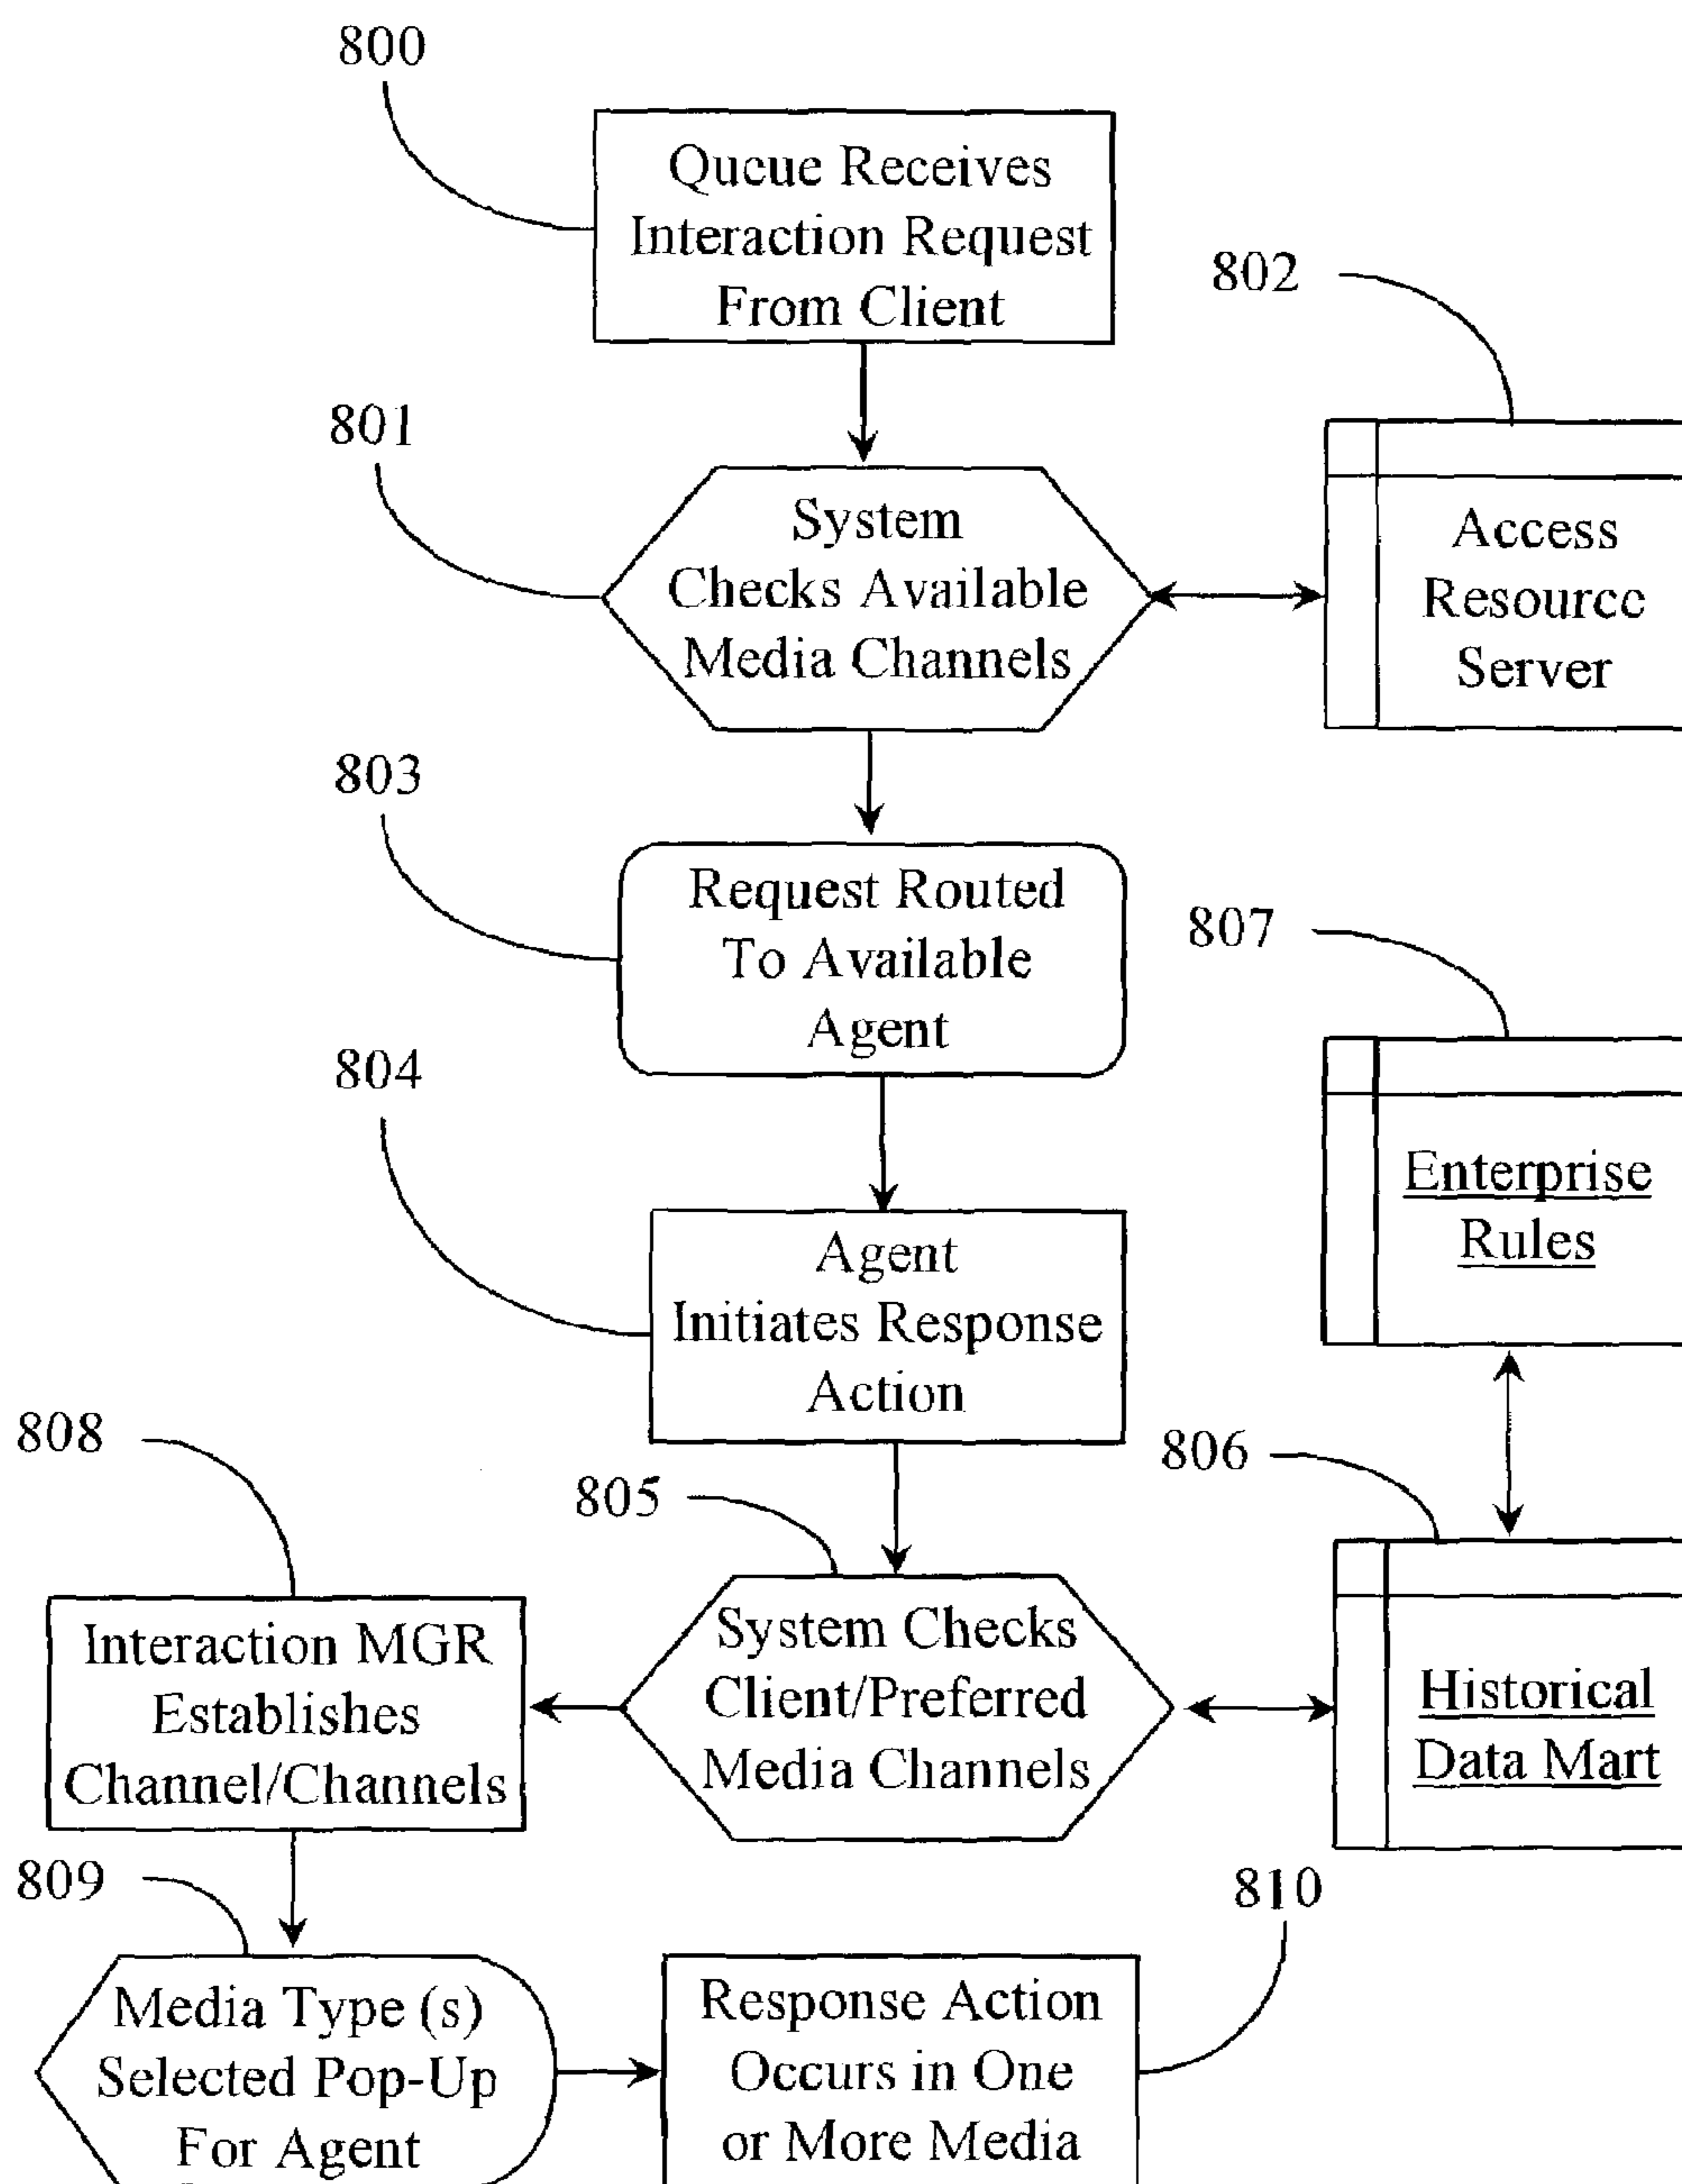 800
Queue Receives
Interaction Request
From Client
802
801
System
Checks Available
Media Channels
Access
Resource
Server
803
Request Routed
To Available
Agent
807
804
Enterprise
Rules
Agent
Initiates Response
Action
808
806
805
Interaction MGR
Establishes
Channel/Channels
System Checks
Client/Preferred
Media Channels
Historical
Data Mart
809
810
Media Type (s)
Selected Pop-Up
For Agent
Response Action
Occurs in One
or More Media